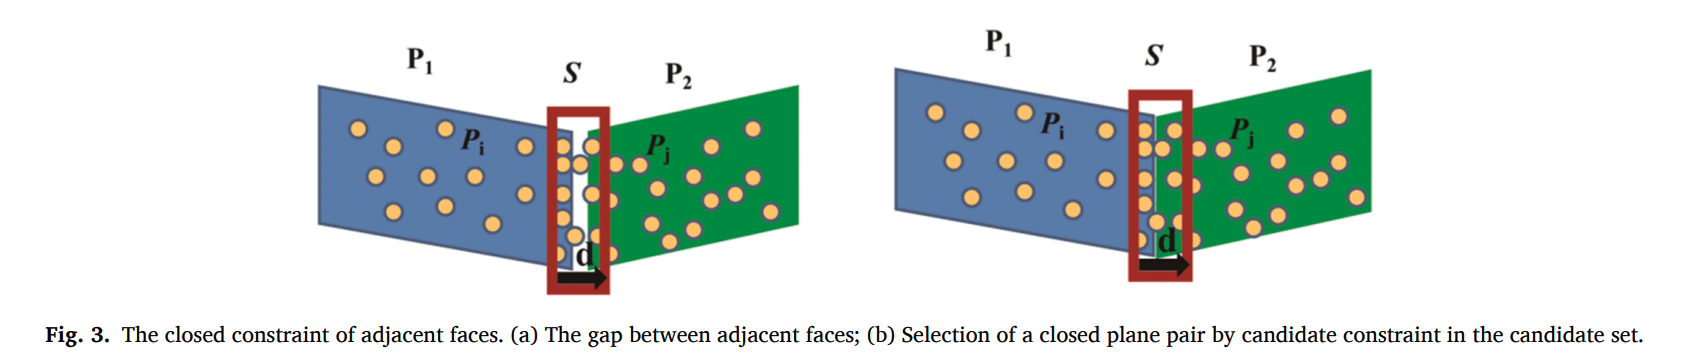 P1 S P2
Pi Pj
d
P1 S P2
Pi Pj
d
Fig. 3. The closed constraint of adjacent faces. (a) The gap between adjacent faces; (b) Selection of a closed plane pair by candidate constraint in the candidate set.